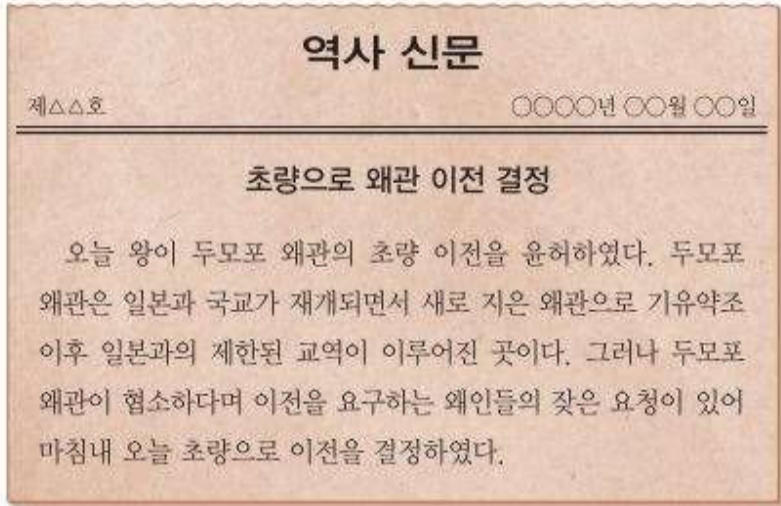 역사 신문
제△△호 ○○○○년 ○○월 ○○일
초량으로 왜관 이전 결정
오늘 왕이 두모포 왜관의 초량 이전을 윤허하였다. 두모포
왜관은 일본과 국교가 재개되면서 새로 지은 왜관으로 기유약조
이후 일본과의 제한된 교역이 이루어진 곳이다. 그러나 두모포
왜관이 협소하다며 이전을 요구하는 왜인들의 잦은 요청이 있어
마침내 오늘 초량으로 이전을 결정하였다.